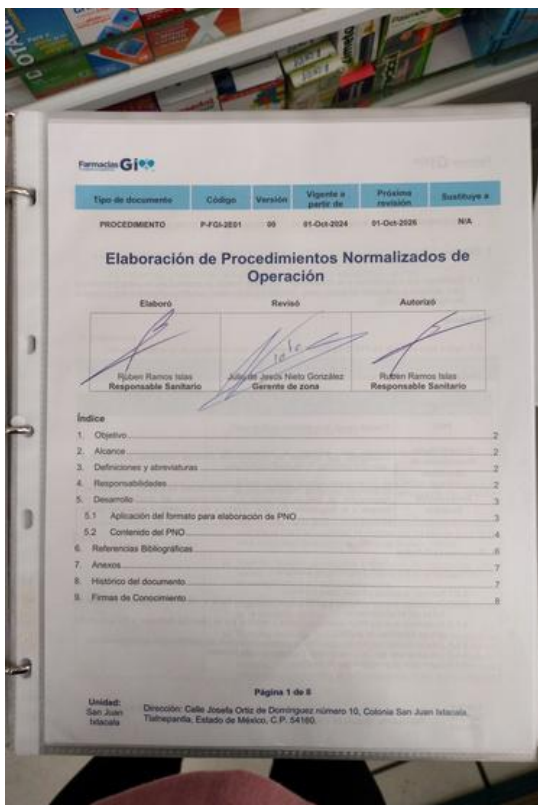 Farmacias Gi
Tipo de documento Código Versión Vigente a partir de Próxima revisión Sustituye a
PROCEDIMIENTO P-FGI-2E01 00 01-Oct-2024 01-Oct-2026 N/A
Elaboración de Procedimientos Normalizados de
Operación
Elaboró Revisó Autorizó
Ruben Ramos Islas Julio de Jesús Nieto González Ruben Ramos Islas
Responsable Sanitario Gerente de zona Responsable Sanitario
Índice
1. Objetivo 2
2. Alcance 2
3. Definiciones y abreviaturas 2
4. Responsabilidades 2
5. Desarrollo 3
5.1 Aplicación del formato para elaboración de PNO 3
5.2 Contenido del PNO 4
6. Referencias Bibliográficas 6
7. Anexos 7
8. Histórico del documento 7
9. Firmas de Conocimiento 8
Página 1 de 8
Unidad:
San Juan
Ixtacala
Dirección: Calle Josefa Ortiz de Domínguez número 10, Colonia San Juan Ixtacala,
Tlalnepantla, Estado de México, C.P. 54160.